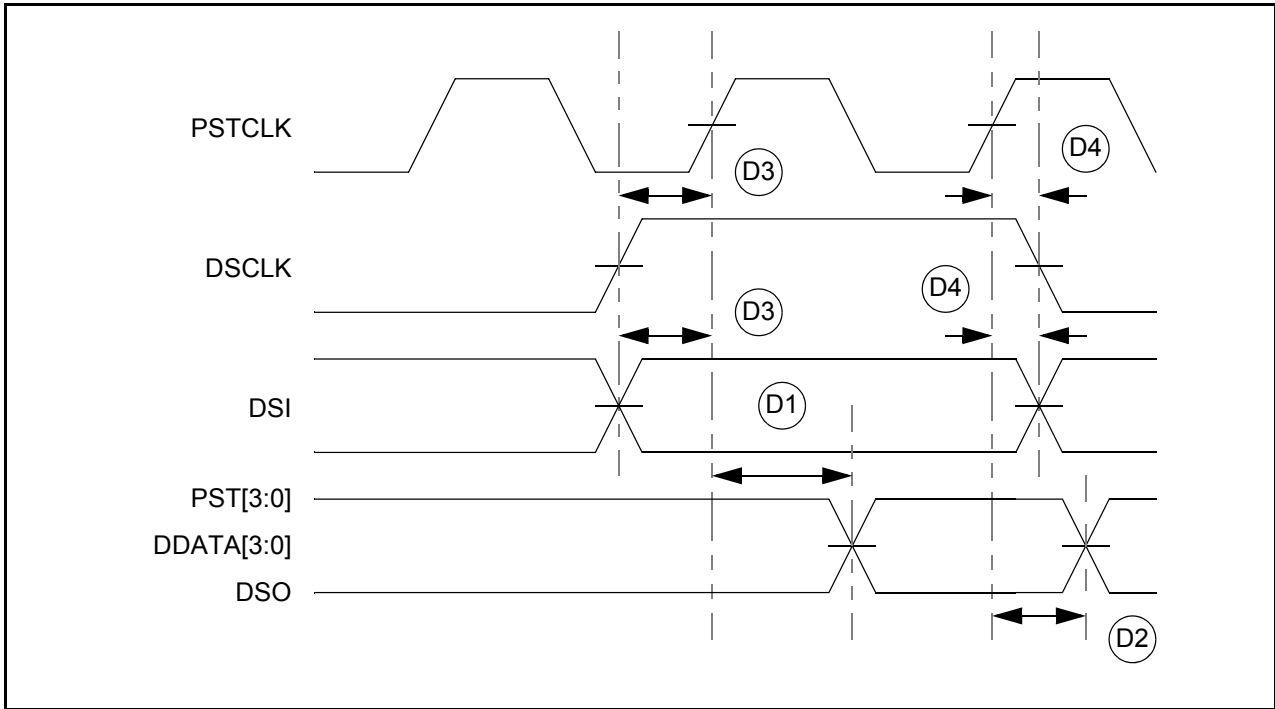 PSTCLK
D4
D3
DSCLK
D4
D3
DSI
D1
PST[3:0]
DDATA[3:0]
DSO
D2